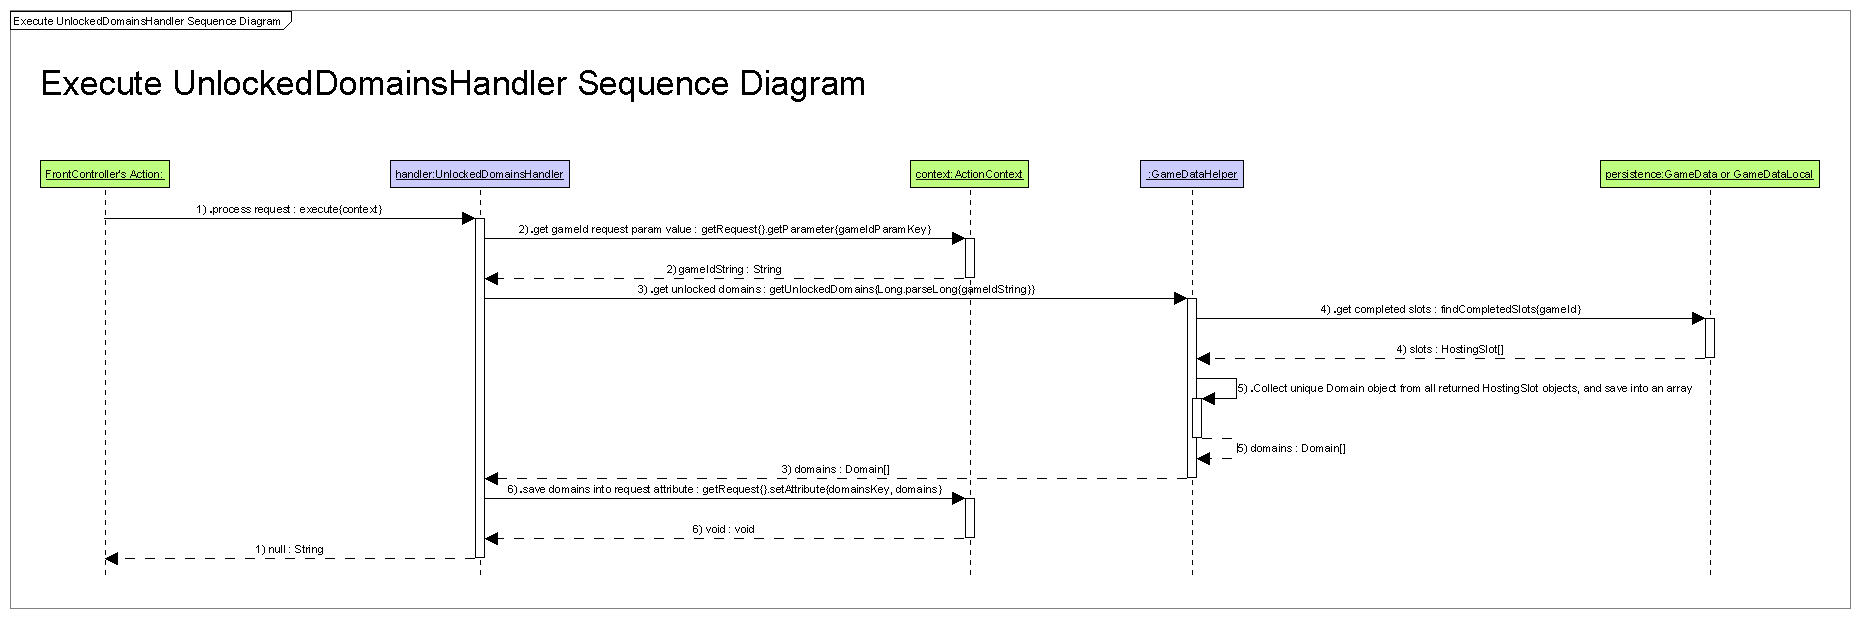 Execute UnlockedDomainsHandler Sequence Diagram
Execute UnlockedDomainsHandler Sequence Diagram
FrontController's Action:
handler:UnlockedDomainsHandler
context:ActionContext
:GameDataHelper
persistence:GameData or GameDataLocal
1) .process request : execute{context}
2) .get gameId request param value : getRequest{}.getParameter{gameIdParamKey}
2) gameIdString : String
3) .get unlocked domains : getUnlockedDomains{Long.parseLong{gameIdString}}
4) .get completed slots : findCompletedSlots{gameId}
4) slots : HostingSlot[]
5) .Collect unique Domain object from all returned HostingSlot objects, and save into an array
5) domains : Domain[]
3) domains : Domain[]
6) .save domains into request attribute : getRequest{}.setAttribute{domainsKey, domains}
6) void : void
1) null : String